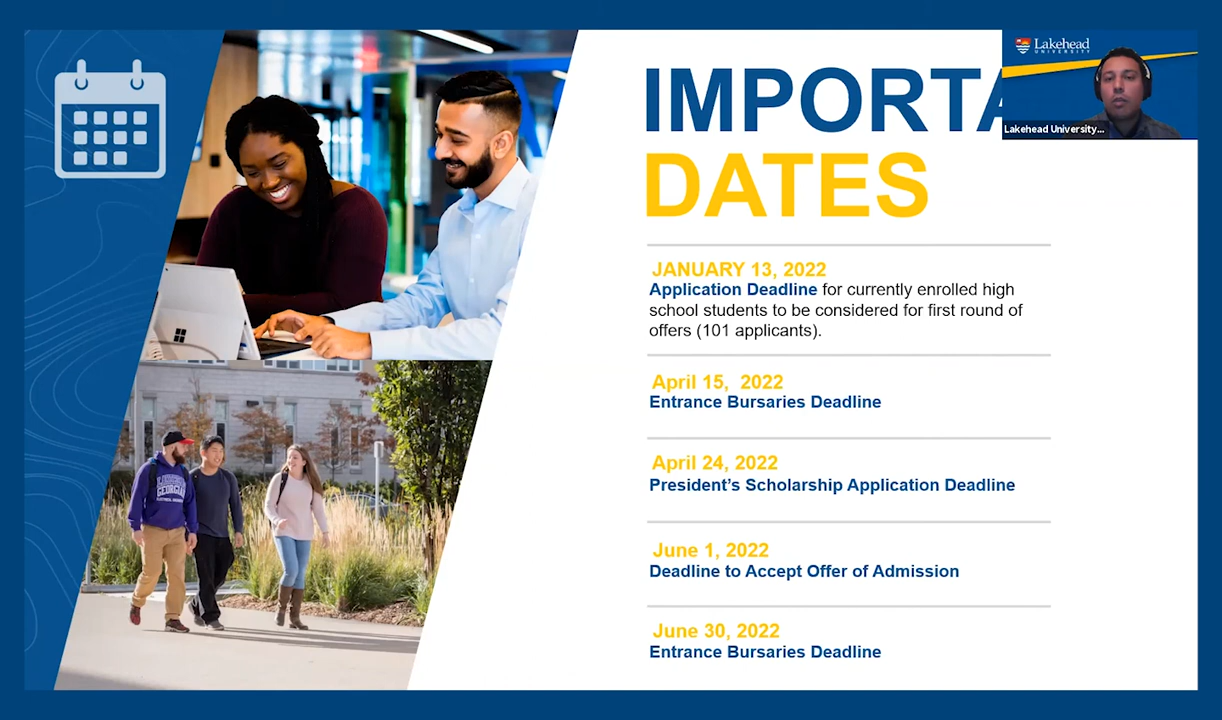 IMPORTA
DATES
Lakehead
UNIVERSITY
Lakehead University...
JANUARY 13, 2022
Application Deadline for currently enrolled high
school students to be considered for first round of
offers (101 applicants).
April 15, 2022
Entrance Bursaries Deadline
April 24, 2022
President’s Scholarship Application Deadline
June 1, 2022
Deadline to Accept Offer of Admission
June 30, 2022
Entrance Bursaries Deadline
GEORGIAN